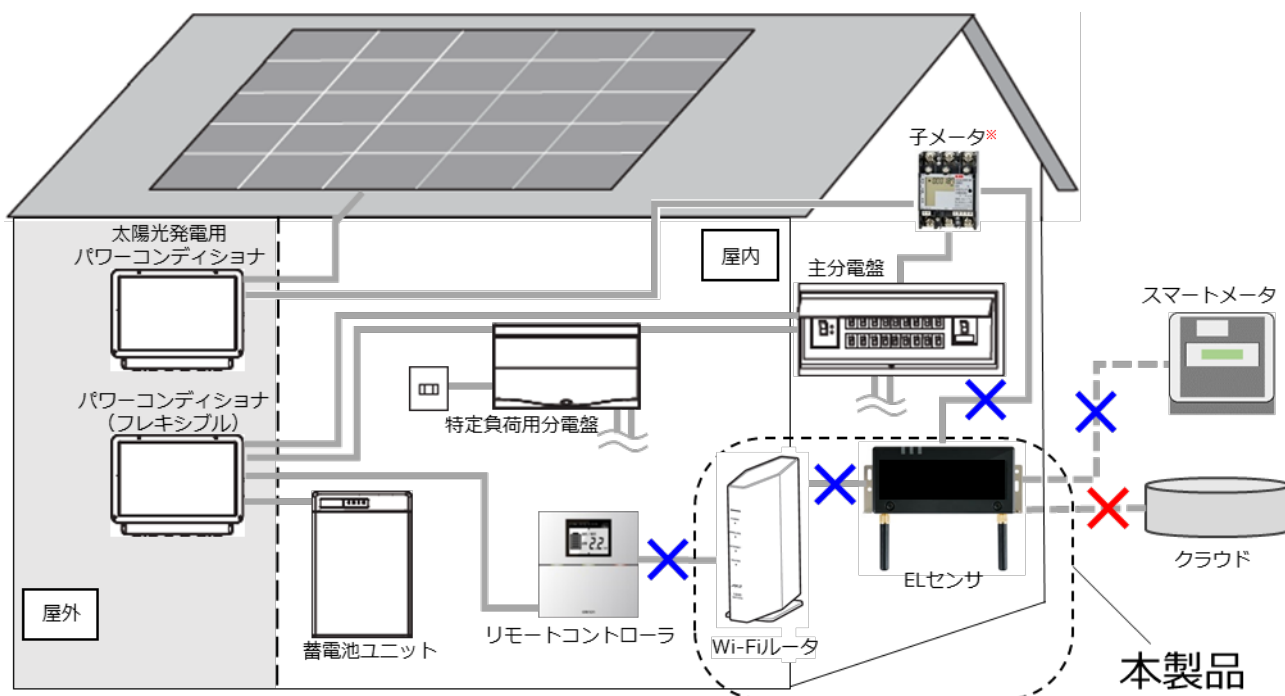 子メータ※
太陽光発電用
パワーコンディショナ
屋内
主分電盤
スマートメータ
パワーコンディショナ
(フレキシブル)
特定負荷用分電盤
クラウド
ELセンサ
屋外
リモートコントローラ
Wi-Fiルータ
蓄電池ユニット
本製品